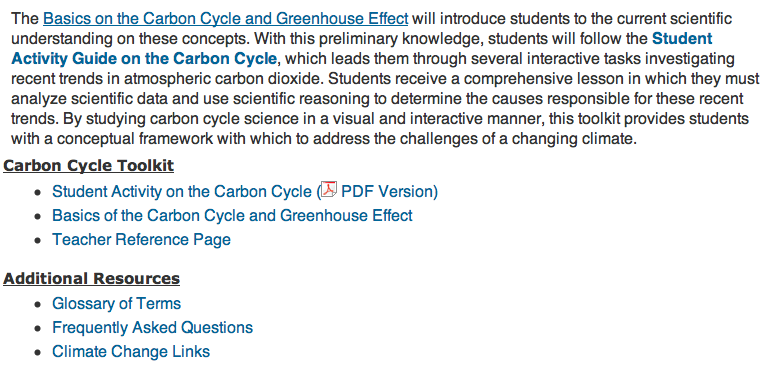 The Basics on the Carbon Cycle and Greenhouse Effect will introduce students to the current scientific
understanding on these concepts. With this preliminary knowledge, students will follow the Student
Activity Guide on the Carbon Cycle, which leads them through several interactive tasks investigating
recent trends in atmospheric carbon dioxide. Students receive a comprehensive lesson in which they must
analyze scientific data and use scientific reasoning to determine the causes responsible for these recent
trends. By studying carbon cycle science in a visual and interactive manner, this toolkit provides students
with a conceptual framework with which to address the challenges of a changing climate.
Carbon Cycle Toolkit
• Student Activity on the Carbon Cycle ( PDF Version)
• Basics of the Carbon Cycle and Greenhouse Effect
• Teacher Reference Page
Additional Resources
• Glossary of Terms
• Frequently Asked Questions
• Climate Change Links